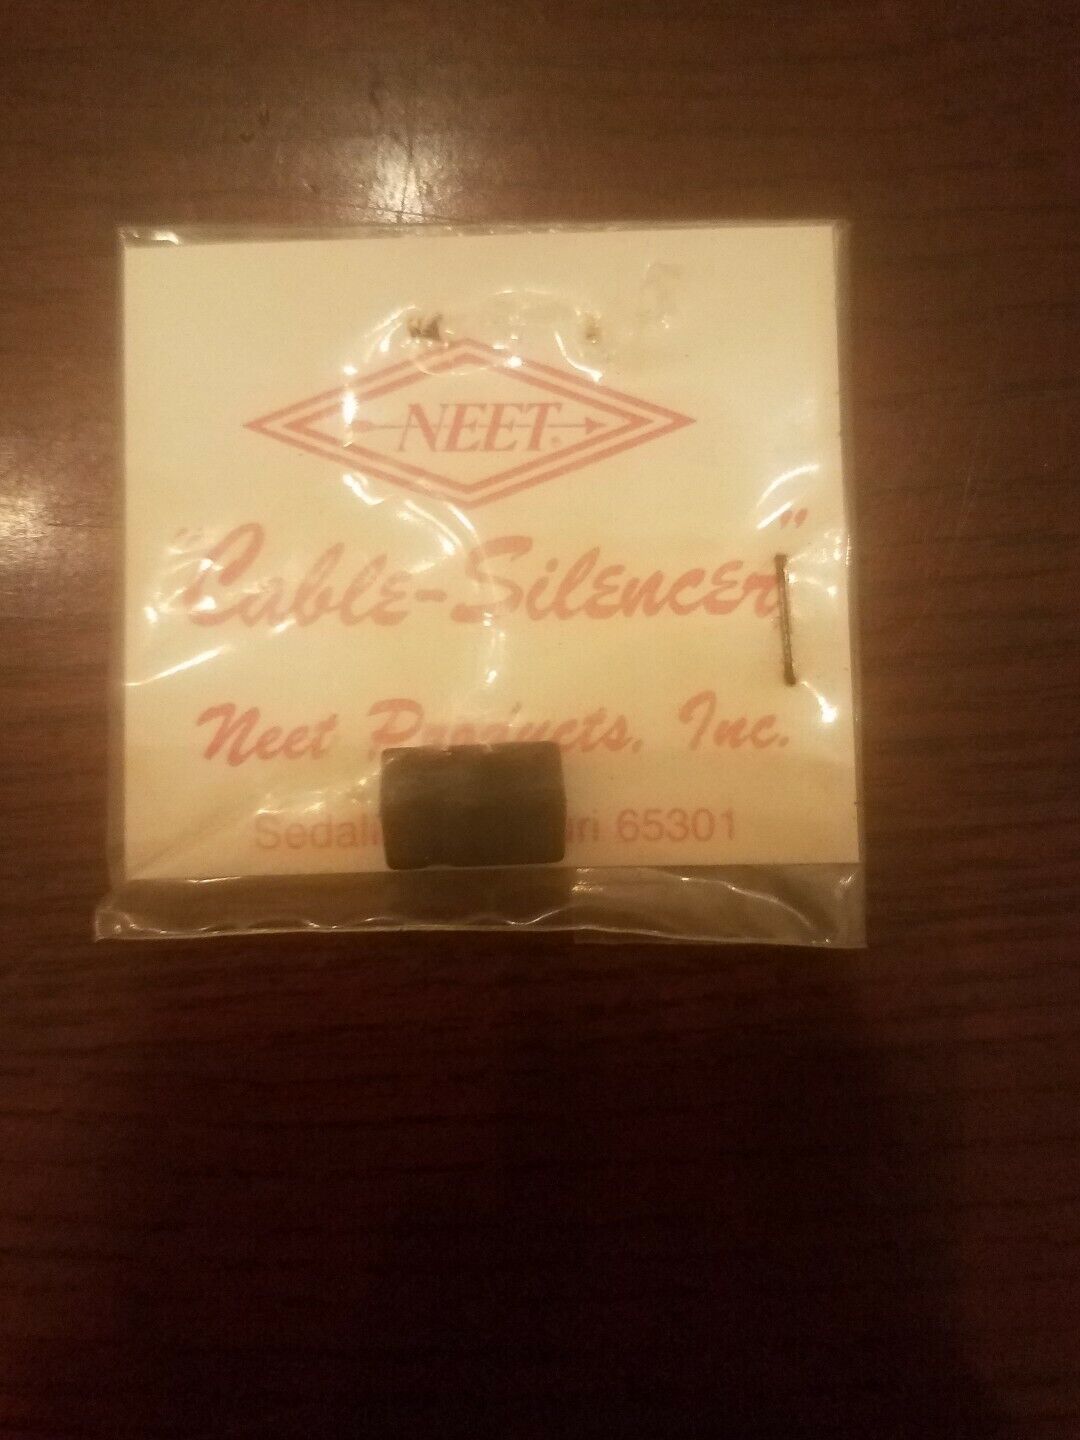 NEET®
"Cable-Silencer"
Neet Products, Inc.
65301